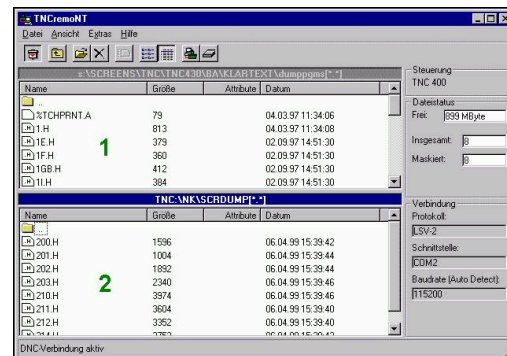 TNCremoNT
Datei Ansicht Extras Hilfe
s:\SCREENS\TNC\TNC430\BA\KLARTEXT\dumppgms[*.*]
Name Größe Attribute Datum
..
%TCHPRNT.A 79 04.03.97 11:34:06
1.H 813 04.03.97 11:34:08
1E.H 379 02.09.97 14:51:30
1F.H 360 02.09.97 14:51:30
1GB.H 412 02.09.97 14:51:30
1I.H 384 02.09.97 14:51:30
1
TNC:\NK\SCRDUMP[*.*]
Name Größe Attribute Datum
..
200.H 1596 06.04.99 15:39:42
201.H 1004 06.04.99 15:39:44
202.H 1892 06.04.99 15:39:44
203.H 2340 06.04.99 15:39:46
210.H 3974 06.04.99 15:39:46
211.H 3604 06.04.99 15:39:40
212.H 3352 06.04.99 15:39:40
2
Steuerung
TNC 400
Dateistatus
Frei: 899 MByte
Insgesamt: 8
Maskiert: 8
Verbindung
Protokoll:
LSV-2
Schnittstelle:
COM2
Baudrate (Auto Detect):
115200
DNC-Verbindung aktiv